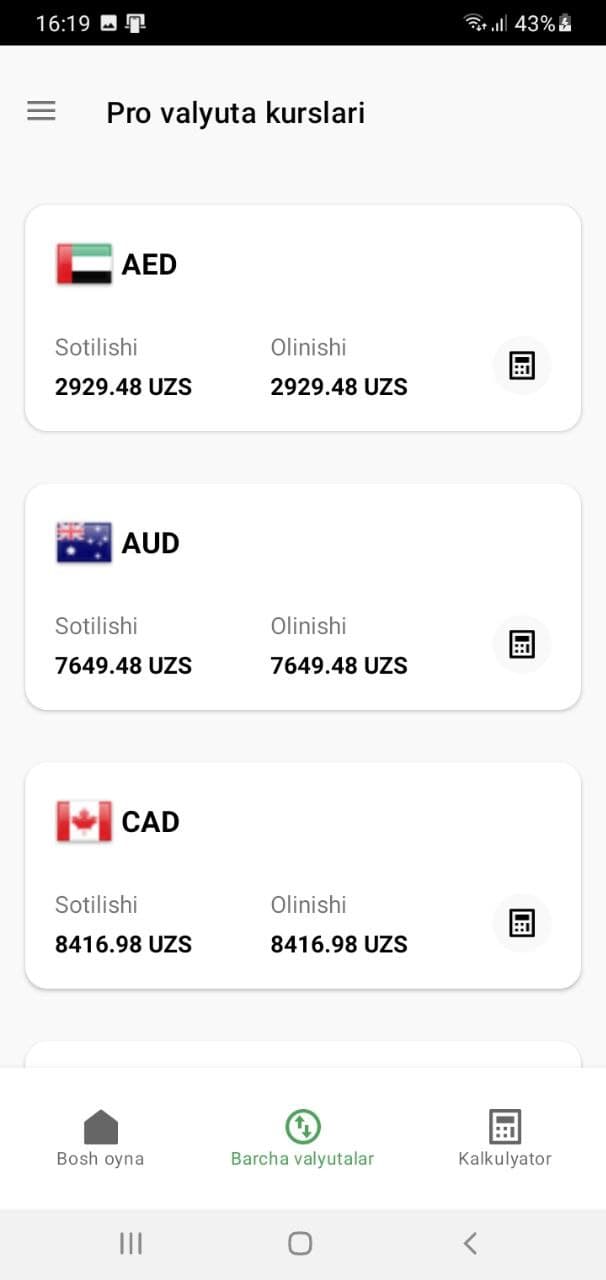 16:19 43%
Pro valyuta kurslari
AED
Sotilishi Olinishi
2929.48 UZS 2929.48 UZS
AUD
Sotilishi Olinishi
7649.48 UZS 7649.48 UZS
CAD
Sotilishi Olinishi
8416.98 UZS 8416.98 UZS
Bosh oyna Barcha valyutalar Kalkulyator